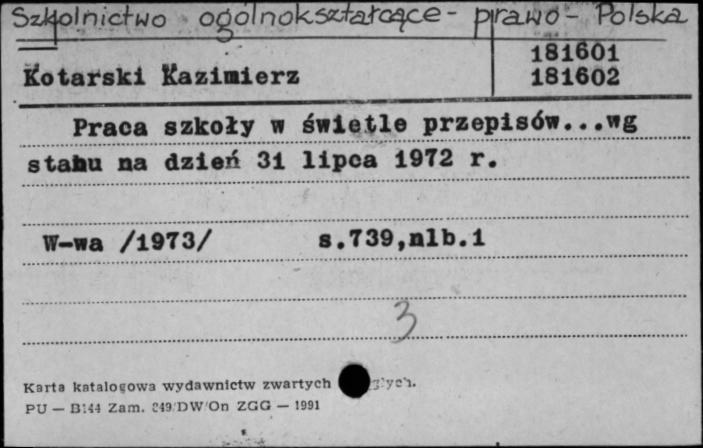 Szkolnictwo ogólnokształcące - prawo - Polska
181601
Kotarski Kazimierz 181602
Praca szkoły w świetle przepisów...wg
stanu na dzień 31 lipca 1972 r.
W-wa /1973/ s.739,nlb.1
3
Karta katalogowa wydawnictw zwartych
PU — B144 Zam. 849/DW/On ZGG — 1991